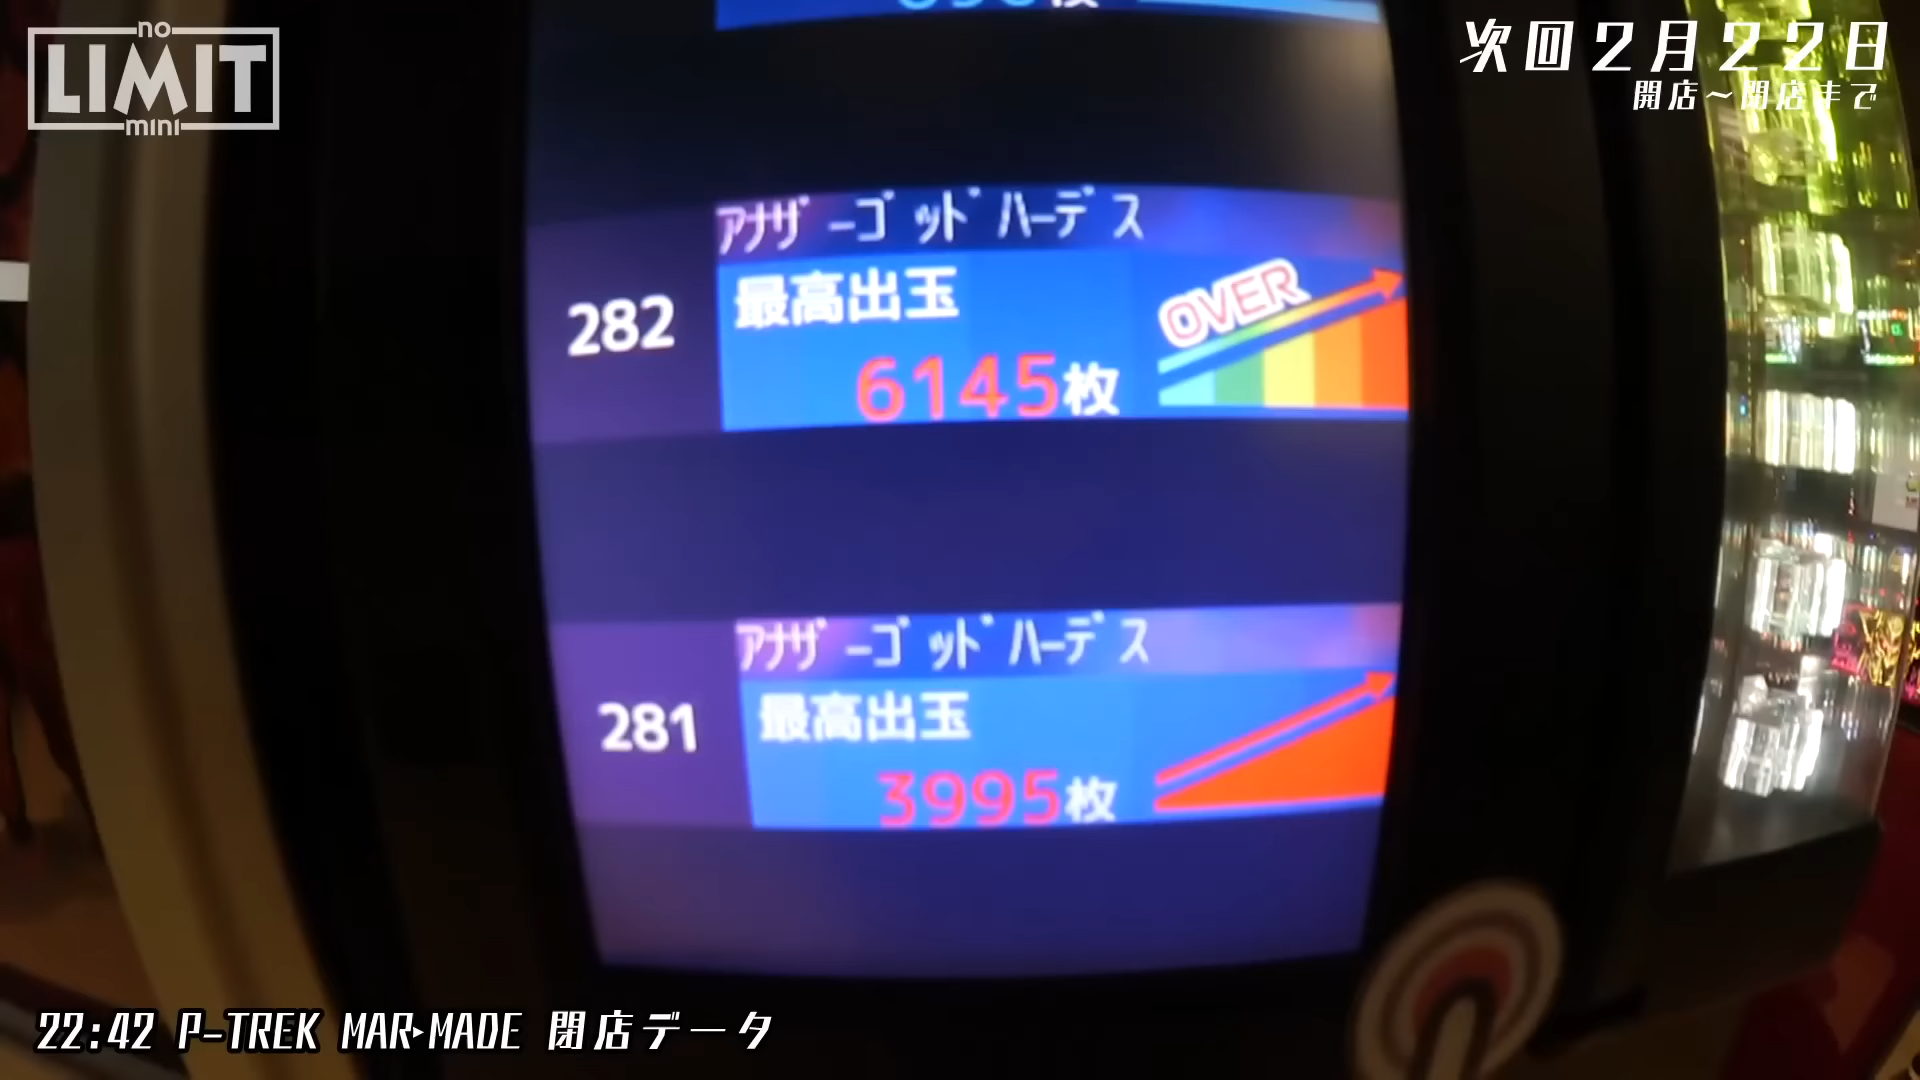 no
LIMIT
mini
次回2月22日
開店~閉店まで
枚
アナザーゴッドハーデス
282
最高出玉
OVER
6145枚
アナザーゴッドハーデス
281
最高出玉
3995枚
22:42 P-TREK MAR▸MADE 閉店データ